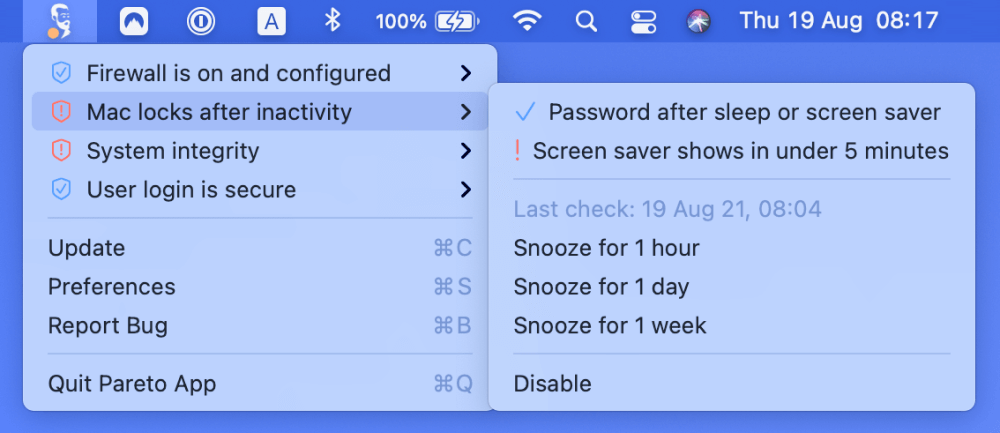 A
100%
Thu 19 Aug 08:17
Firewall is on and configured
Mac locks after inactivity
System integrity
User login is secure
Update ⌘C
Preferences ⌘S
Report Bug ⌘B
Quit Pareto App ⌘Q
Password after sleep or screen saver
! Screen saver shows in under 5 minutes
Last check: 19 Aug 21, 08:04
Snooze for 1 hour
Snooze for 1 day
Snooze for 1 week
Disable